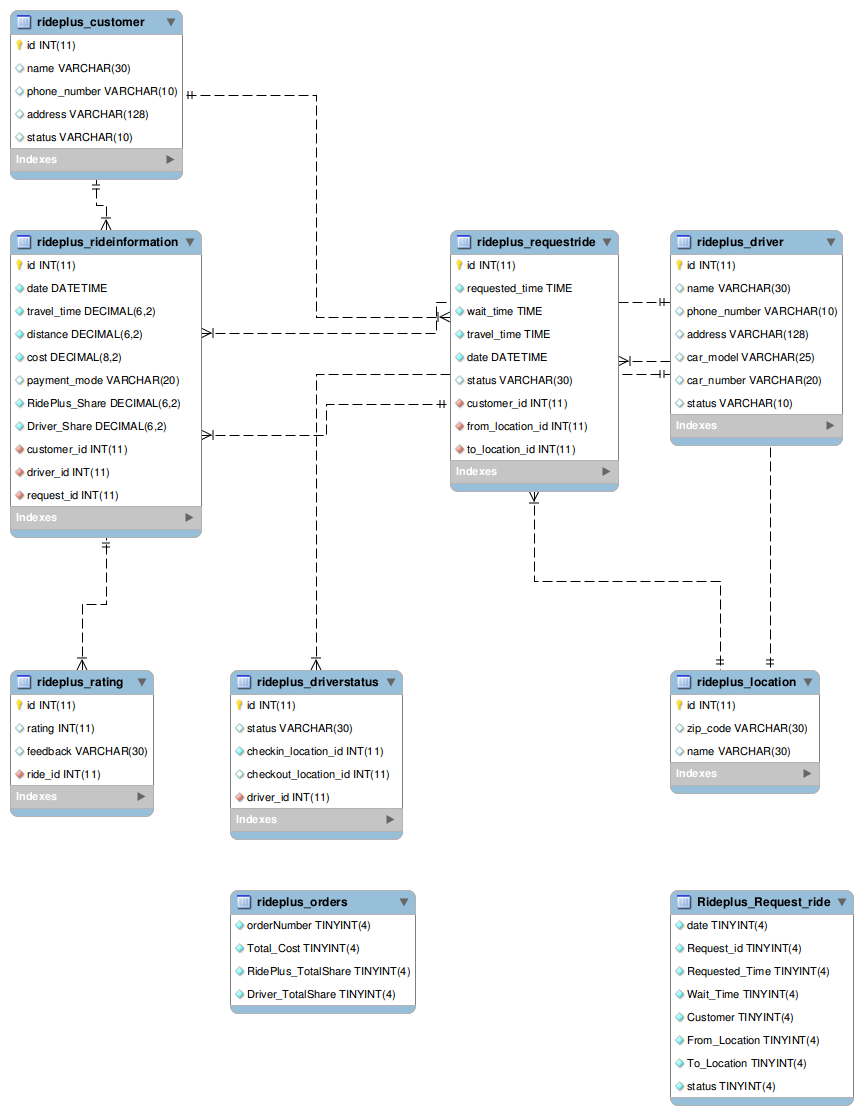 rideplus_customer
id INT(11)
name VARCHAR(30)
phone_number VARCHAR(10)
address VARCHAR(128)
status VARCHAR(10)
Indexes
rideplus_rideinformation
id INT(11)
date DATETIME
travel_time DECIMAL(6,2)
distance DECIMAL(6,2)
cost DECIMAL(8,2)
payment_mode VARCHAR(20)
RidePlus_Share DECIMAL(6,2)
Driver_Share DECIMAL(6,2)
customer_id INT(11)
driver_id INT(11)
request_id INT(11)
Indexes
rideplus_requestride
id INT(11)
requested_time TIME
wait_time TIME
travel_time TIME
date DATETIME
status VARCHAR(30)
customer_id INT(11)
from_location_id INT(11)
to_location_id INT(11)
Indexes
rideplus_driver
id INT(11)
name VARCHAR(30)
phone_number VARCHAR(10)
address VARCHAR(128)
car_model VARCHAR(25)
car_number VARCHAR(20)
status VARCHAR(10)
Indexes
rideplus_rating
id INT(11)
rating INT(11)
feedback VARCHAR(30)
ride_id INT(11)
Indexes
rideplus_driverstatus
id INT(11)
status VARCHAR(30)
checkin_location_id INT(11)
checkout_location_id INT(11)
driver_id INT(11)
Indexes
rideplus_location
id INT(11)
zip_code VARCHAR(30)
name VARCHAR(30)
Indexes
rideplus_orders
orderNumber TINYINT(4)
Total_Cost TINYINT(4)
RidePlus_TotalShare TINYINT(4)
Driver_TotalShare TINYINT(4)
Rideplus_Request_ride
date TINYINT(4)
Request_id TINYINT(4)
Requested_Time TINYINT(4)
Wait_Time TINYINT(4)
Customer TINYINT(4)
From_Location TINYINT(4)
To_Location TINYINT(4)
status TINYINT(4)